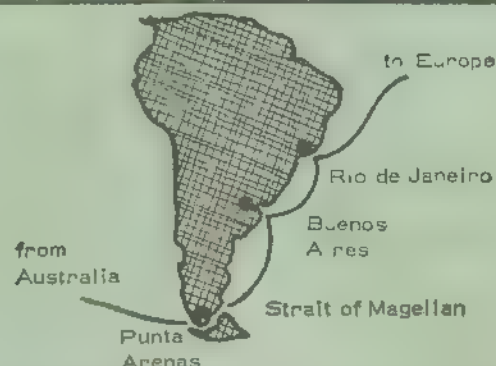 to Europe
Rio de Janeiro
Buenos
Aires
from
Australia
Strait of Magellan
Punta
Arenas